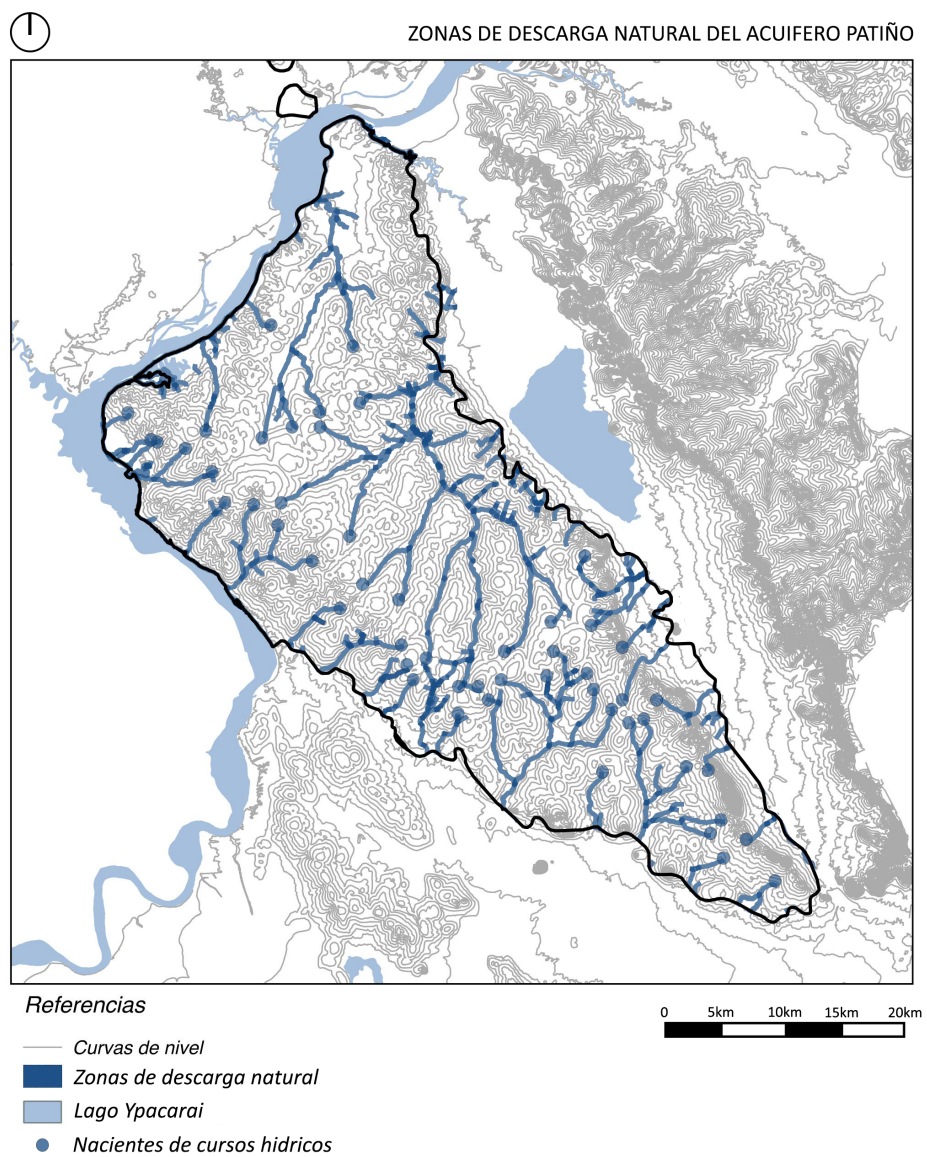 ZONAS DE DESCARGA NATURAL DEL ACUIFERO PATIÑO
Referencias
0 5km 10km 15km 20km
Curvas de nivel
Zonas de descarga natural
Lago Ypacarai
Nacientes de cursos hidricos